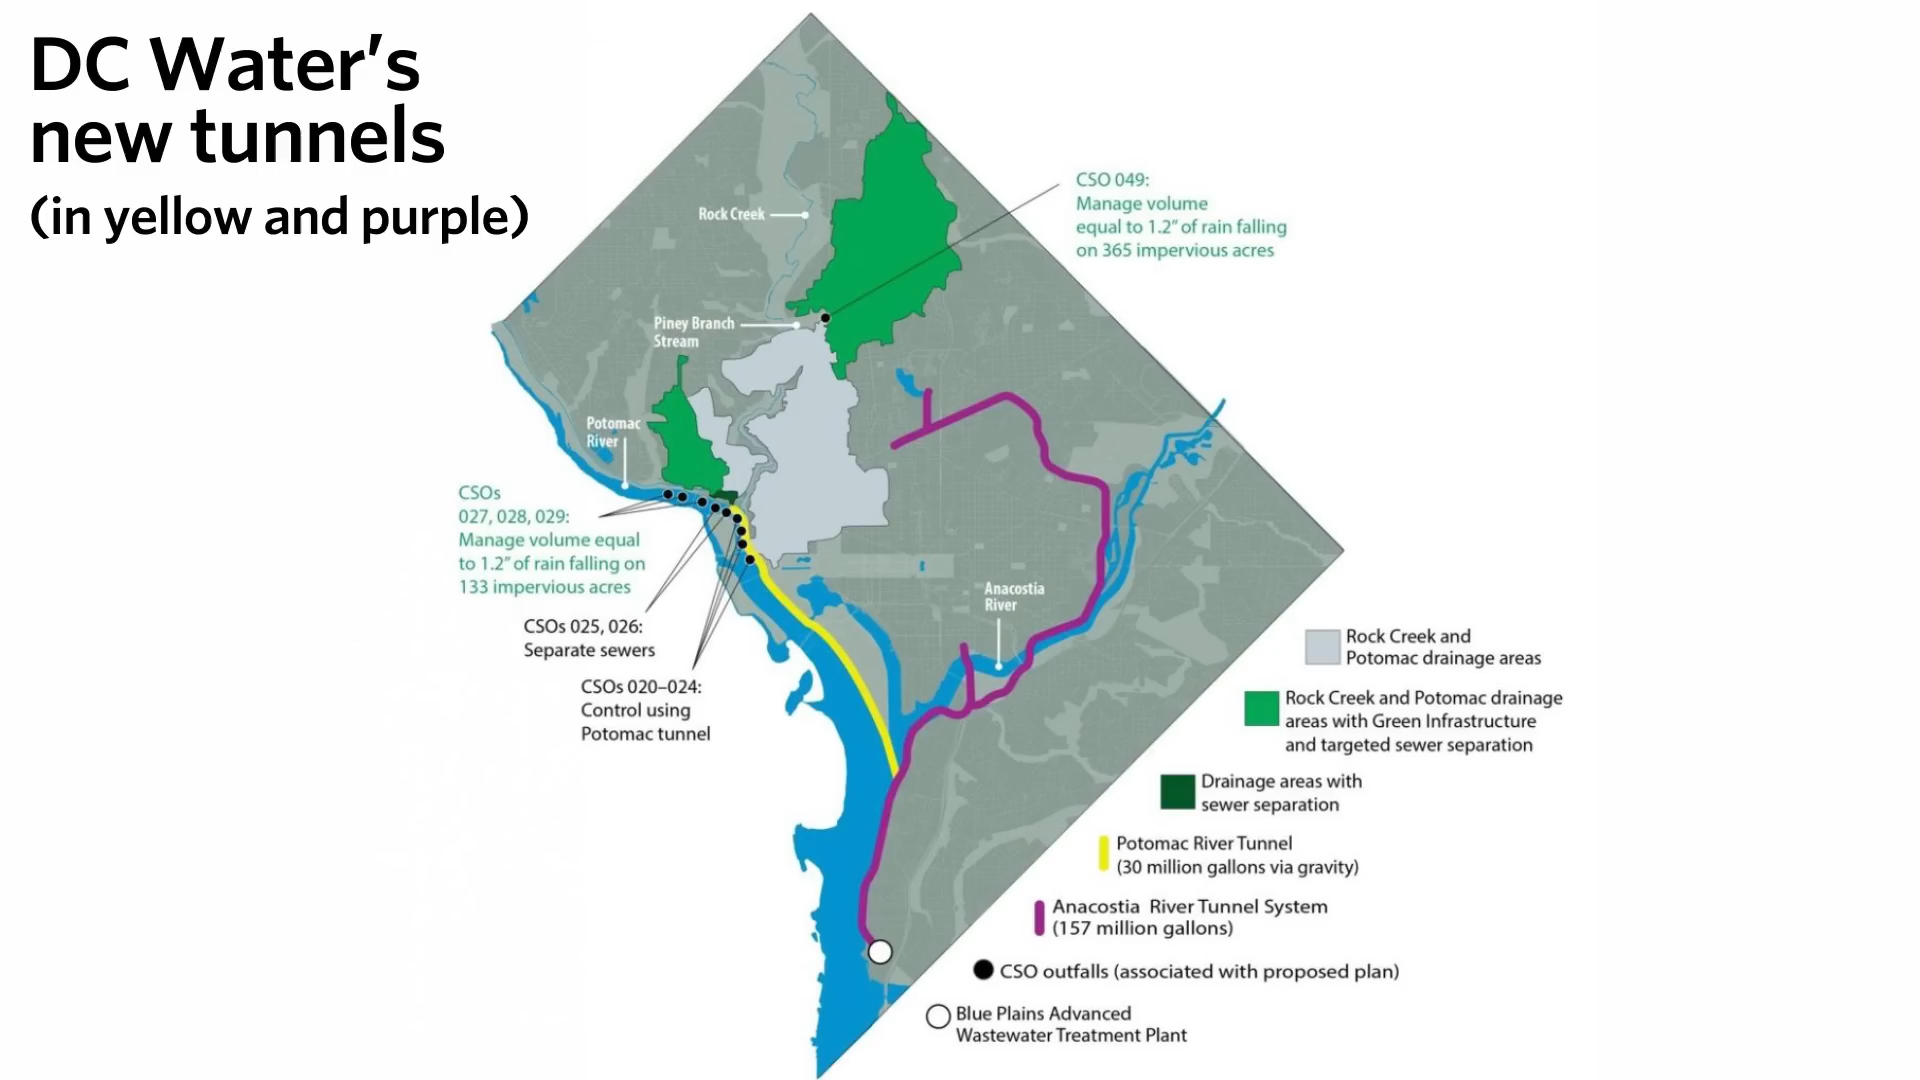 DC Water's
new tunnels
(in yellow and purple)
CSO 049:
Manage volume
equal to 1.2” of rain falling
on 365 impervious acres
Rock Creek
Piney Branch
Stream
Potomac
River
CSOs
027, 028, 029:
Manage volume equal
to 1.2” of rain falling on
133 impervious acres
CSOs 025, 026:
Separate sewers
CSOs 020–024:
Control using
Potomac tunnel
Anacostia
River
Rock Creek and
Potomac drainage areas
Rock Creek and Potomac drainage
areas with Green Infrastructure
and targeted sewer separation
Drainage areas with
sewer separation
Potomac River Tunnel
(30 million gallons via gravity)
Anacostia River Tunnel System
(157 million gallons)
CSO outfalls (associated with proposed plan)
Blue Plains Advanced
Wastewater Treatment Plant